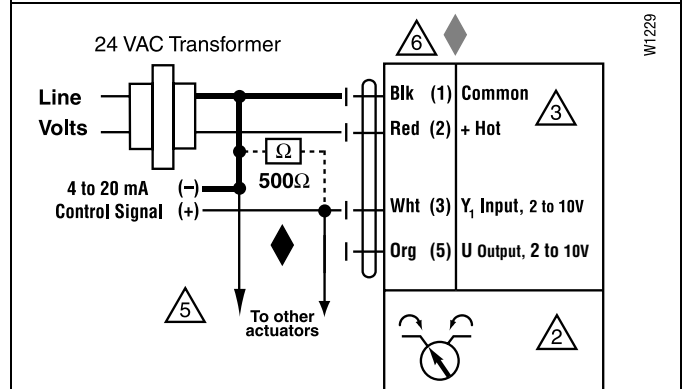 W1229
24 VAC Transformer
6
Line
Volts
Blk (1) Common
3
Red (2) + Hot
Ω
500Ω
4 to 20 mA (−)
Control Signal (+)
Wht (3) Y₁ Input, 2 to 10V
Org (5) U Output, 2 to 10V
5
To other
actuators
2